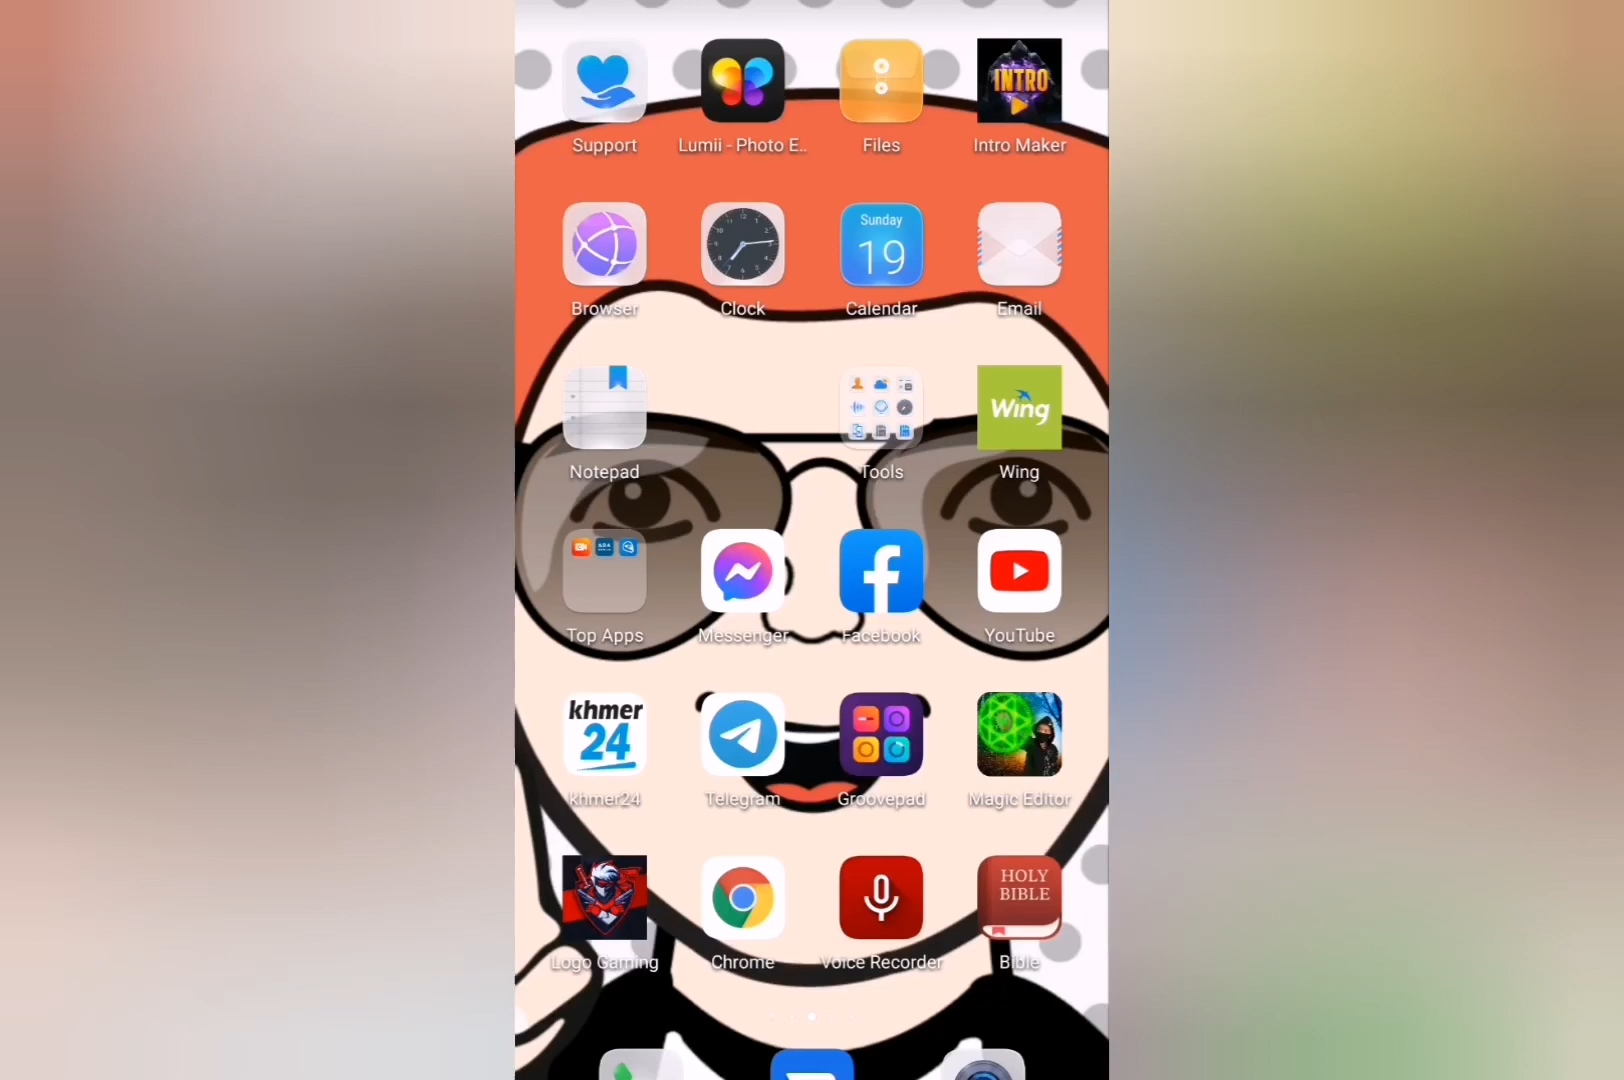 INTRO
Support
Lumii - Photo E..
Files
Intro Maker
Sunday
19
Browser
Clock
Calendar
Email
Wing
Notepad
Tools
Wing
Top Apps
Messenger
Facebook
YouTube
khmer
24
khmer24
Telegram
Groovepad
Magic Editor
HOLY
BIBLE
Logo Gaming
Chrome
Voice Recorder
Bible